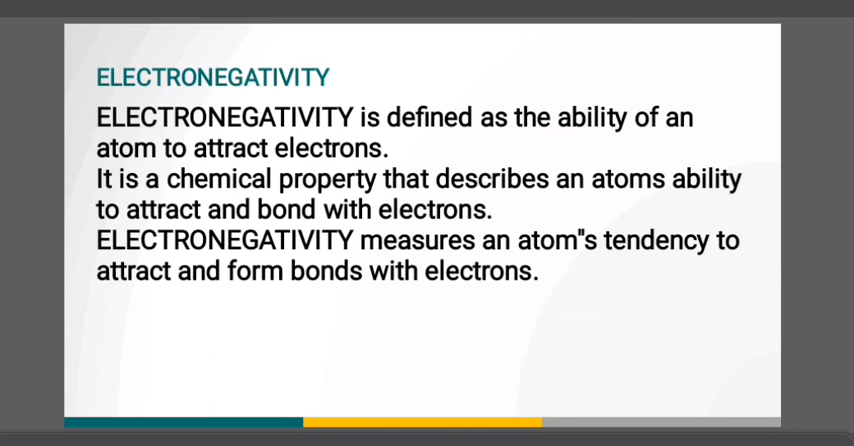 ELECTRONEGATIVITY
ELECTRONEGATIVITY is defined as the ability of an
atom to attract electrons.
It is a chemical property that describes an atoms ability
to attract and bond with electrons.
ELECTRONEGATIVITY measures an atom"s tendency to
attract and form bonds with electrons.